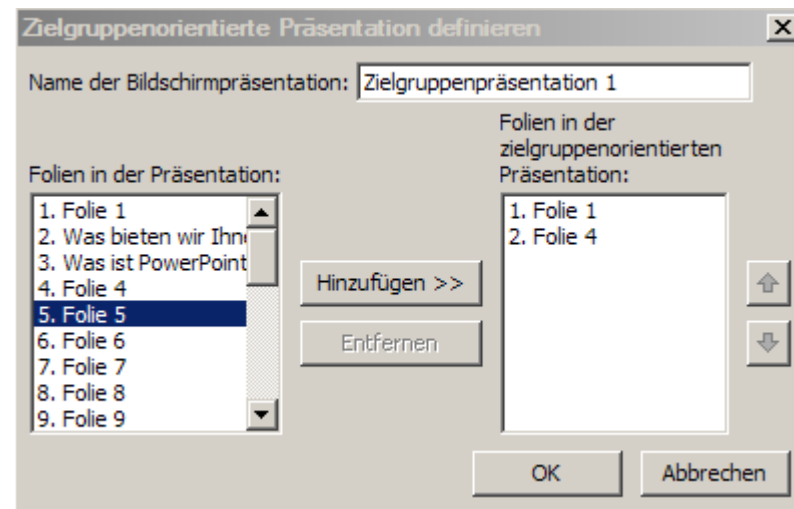 Zielgruppenorientierte Präsentation definieren
Name der Bildschirmpräsentation: Zielgruppenpräsentation 1
Folien in der Präsentation:
1. Folie 1
2. Was bieten wir Ihne
3. Was ist PowerPoint
4. Folie 4
5. Folie 5
6. Folie 6
7. Folie 7
8. Folie 8
9. Folie 9
Hinzufügen >>
Entfernen
Folien in der
zielgruppenorientierten
Präsentation:
1. Folie 1
2. Folie 4
OK
Abbrechen